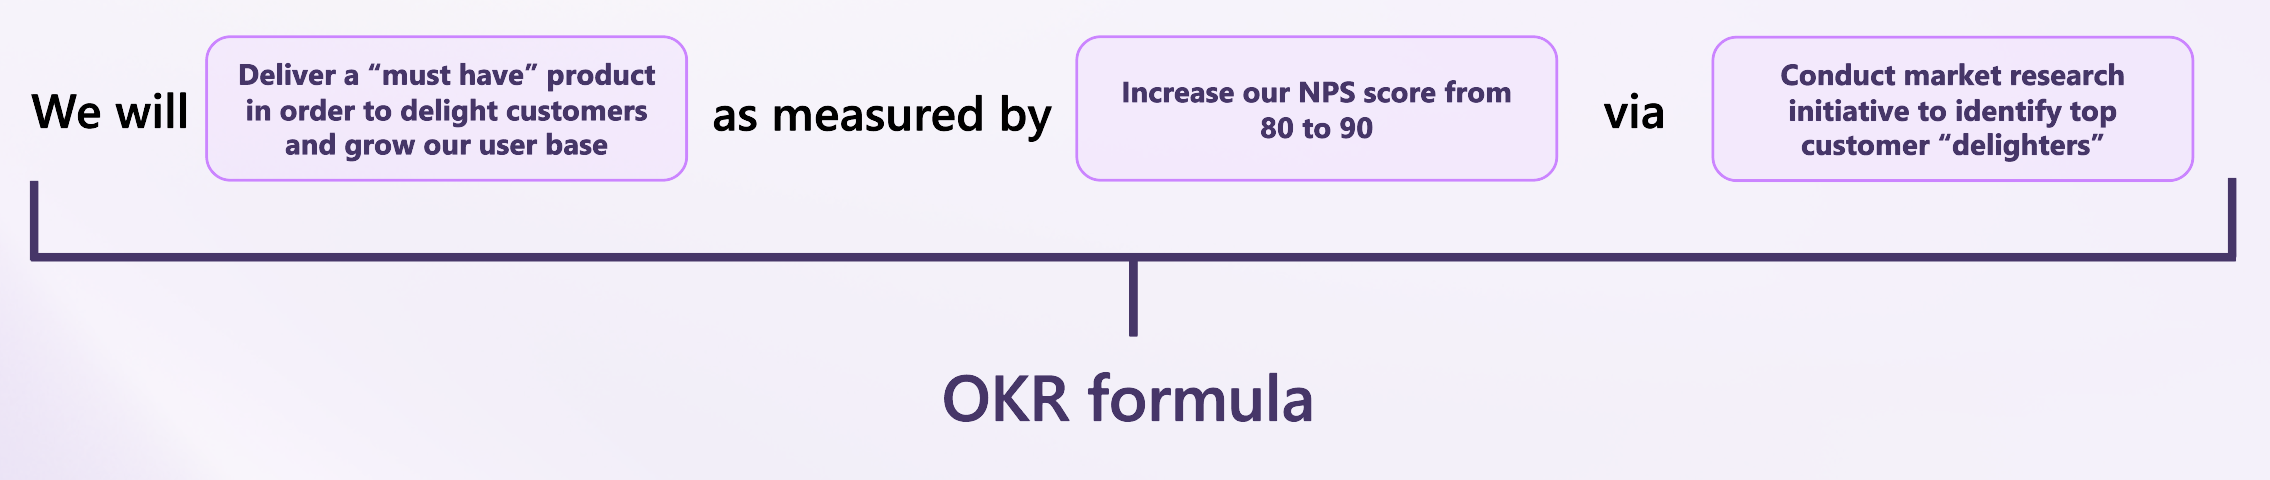 We will
Deliver a “must have” product
in order to delight customers
and grow our user base
as measured by
Increase our NPS score from
80 to 90
via
Conduct market research
initiative to identify top
customer “delighters”
OKR formula